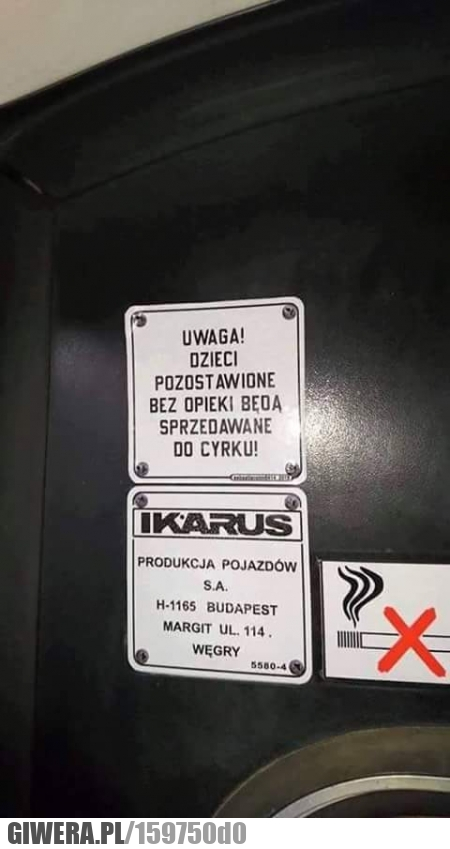 UWAGA!
DZIECI
POZOSTAWIONE
BEZ OPIEKI BĘDĄ
SPRZEDAWANE
DO CYRKU!
IKARUS
PRODUKCJA POJAZDÓW
S.A.
H-1165 BUDAPEST
MARGIT UL. 114.
WĘGRY
5580-4
GIWERA.PL/159750d0